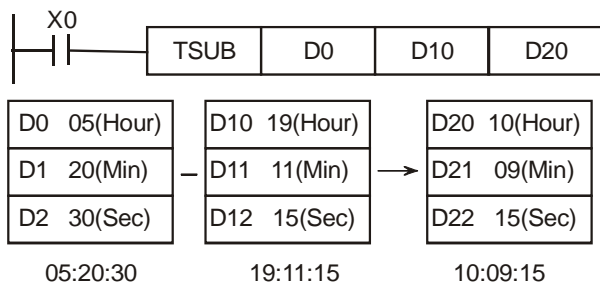 X0
TSUB D0 D10 D20
D0 05(Hour) D10 19(Hour) D20 10(Hour)
D1 20(Min) – D11 11(Min) → D21 09(Min)
D2 30(Sec) D12 15(Sec) D22 15(Sec)
05:20:30 19:11:15 10:09:15